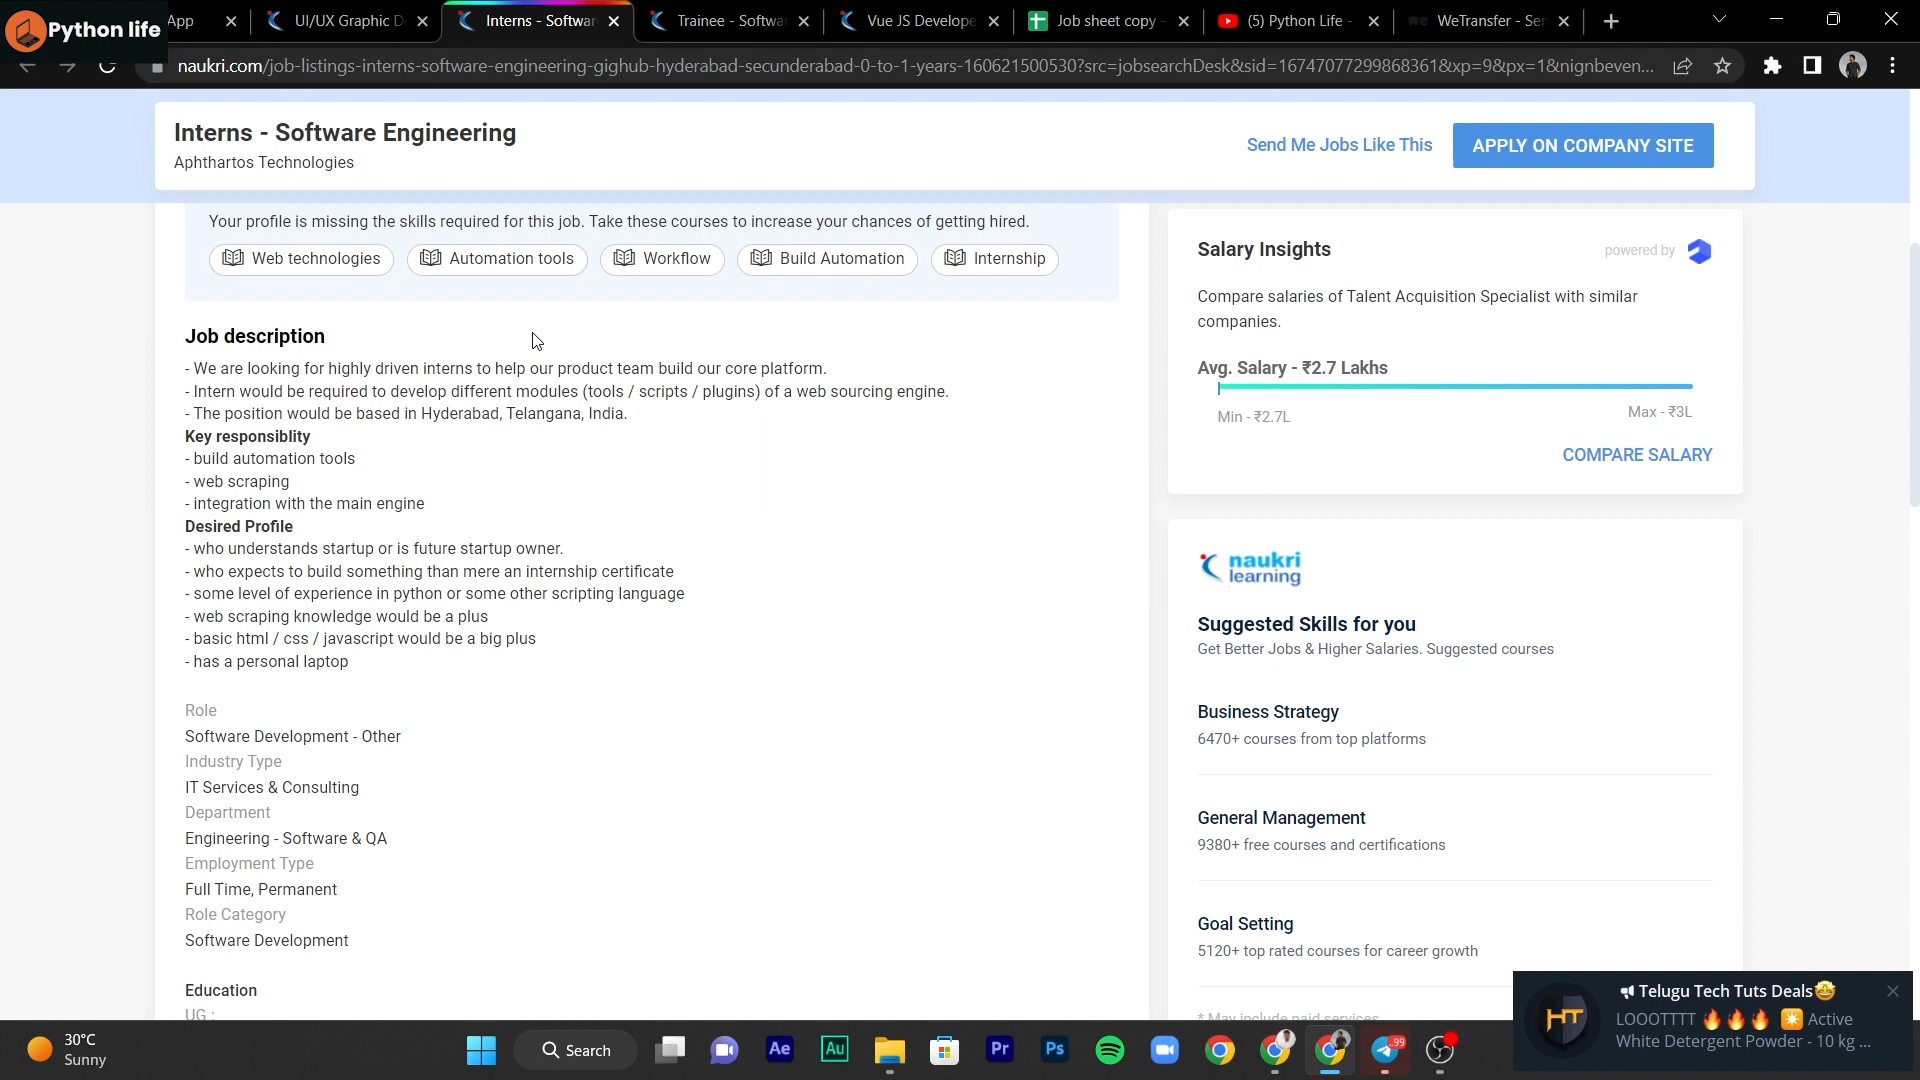 Python life
App
UI/UX Graphic D
Interns - Softwar
Trainee - Softwa
Vue JS Develope
Job sheet copy -
(5) Python Life -
WeTransfer - Ser
naukri.com/job-listings-interns-software-engineering-gighub-hyderabad-secunderabad-0-to-1-years-160621500530?src=jobsearchDesk&sid=16747077299868361&xp=9&px=1&nignbeven...
Interns - Software Engineering
Aphthartos Technologies
Send Me Jobs Like This
APPLY ON COMPANY SITE
Your profile is missing the skills required for this job. Take these courses to increase your chances of getting hired.
Web technologies
Automation tools
Workflow
Build Automation
Internship
Job description
- We are looking for highly driven interns to help our product team build our core platform.
- Intern would be required to develop different modules (tools / scripts / plugins) of a web sourcing engine.
- The position would be based in Hyderabad, Telangana, India.
Key responsiblity
- build automation tools
- web scraping
- integration with the main engine
Desired Profile
- who understands startup or is future startup owner.
- who expects to build something than mere an internship certificate
- some level of experience in python or some other scripting language
- web scraping knowledge would be a plus
- basic html / css / javascript would be a big plus
- has a personal laptop
Role
Software Development - Other
Industry Type
IT Services & Consulting
Department
Engineering - Software & QA
Employment Type
Full Time, Permanent
Role Category
Software Development
Education
UG :
Salary Insights
powered by
Compare salaries of Talent Acquisition Specialist with similar
companies.
Avg. Salary - ₹2.7 Lakhs
Min - ₹2.7L
Max - ₹3L
COMPARE SALARY
naukri
learning
Suggested Skills for you
Get Better Jobs & Higher Salaries. Suggested courses
Business Strategy
6470+ courses from top platforms
General Management
9380+ free courses and certifications
Goal Setting
5120+ top rated courses for career growth
* May include paid services
HT
Telugu Tech Tuts Deals🤩
LOOOTTTT 🔥🔥🔥 💥 Active
White Detergent Powder - 10 kg ...
30°C
Sunny
Search
Ae
Au
Pr
Ps
99